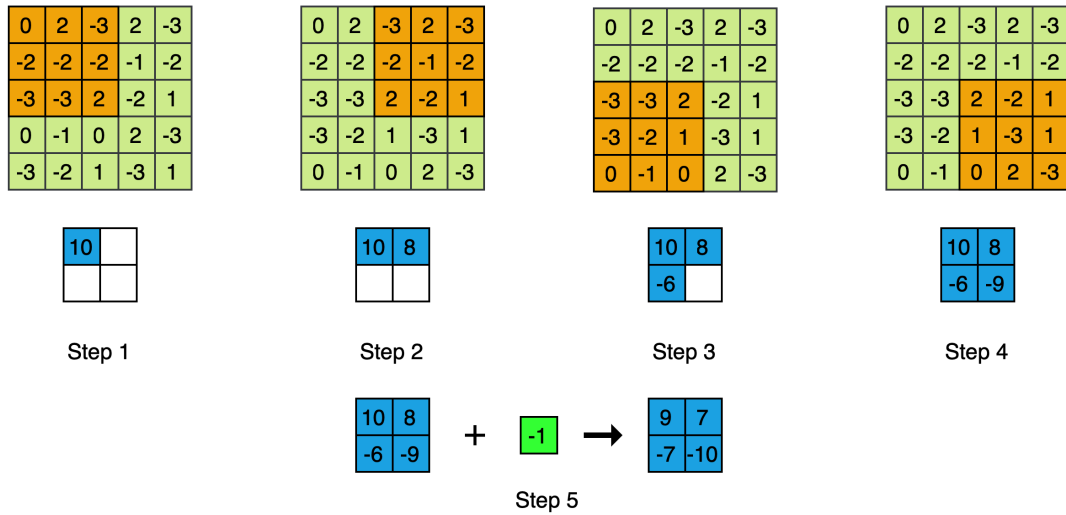 0 2 -3 2 -3 0 2 -3 2 -3 0 2 -3 2 -3 0 2 -3 2 -3
-2 -2 -2 -1 -2 -2 -2 -2 -1 -2 -2 -2 -2 -1 -2 -2 -2 -2 -1 -2
-3 -3 2 -2 1 -3 -3 2 -2 1 -3 -3 2 -2 1 -3 -3 2 -2 1
0 -1 0 2 -3 -3 -2 1 -3 1 -3 -2 1 -3 1 -3 -2 1 -3 1
-3 -2 1 -3 1 0 -1 0 2 -3 0 -1 0 2 -3 0 -1 0 2 -3
10 10 8 10 8 10 8
-6 -6 -9
Step 1 Step 2 Step 3 Step 4
10 8 9 7
+ -1
-6 -9 -7 -10
Step 5